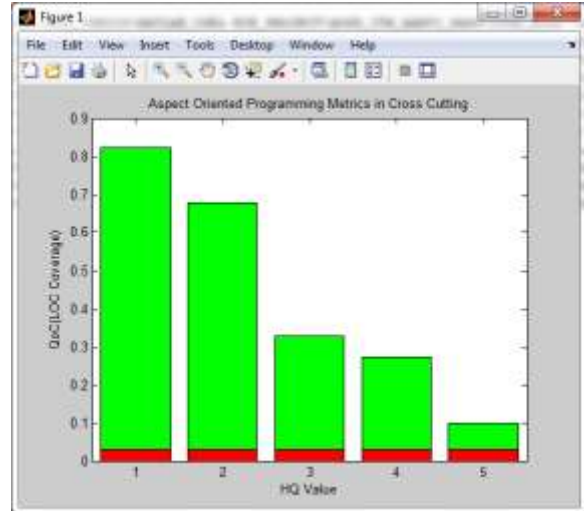 Figure 1
File Edit View Insert Tools Desktop Window Help
Aspect Oriented Programming Metrics in Cross Cutting
0.9
0.8
0.7
0.6
0.5
0.4
0.3
0.2
0.1
0
QoC(LOC Coverage)
1 2 3 4 5
HQ Value